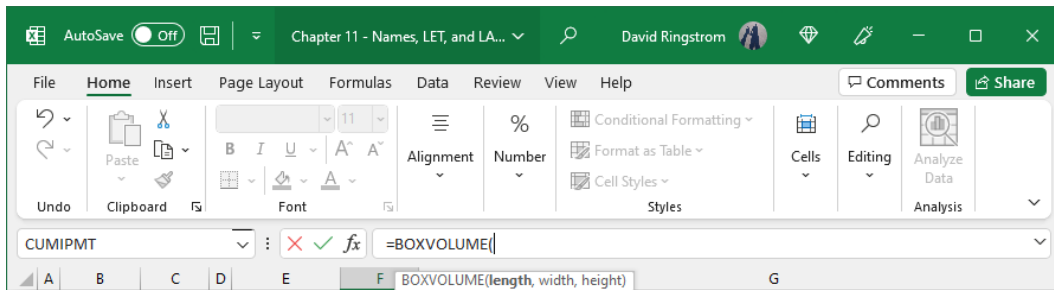 AutoSave Off Chapter 11 - Names, LET, and LA... David Ringstrom
File Home Insert Page Layout Formulas Data Review View Help Comments Share
11 % Conditional Formatting
Paste B I U A A Alignment Number Format as Table Cells Editing Analyze Data
A Cell Styles
Undo Clipboard Font Styles Analysis
CUMIPMT fx =BOXVOLUME(
A B C D E F BOXVOLUME(length, width, height) G